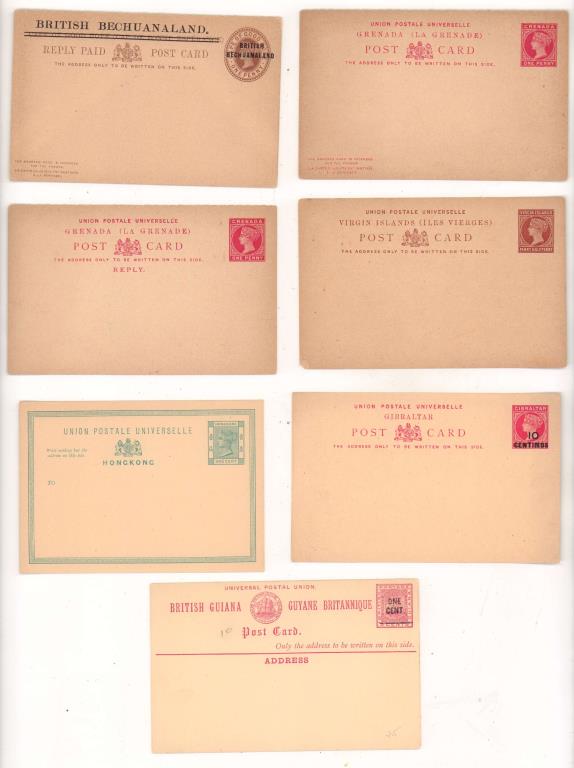 BRITISH BECHUANALAND.
REPLY PAID POST CARD
THE ADDRESS ONLY TO BE WRITTEN ON THIS SIDE.
BRITISH
BECHUANALAND
ONE PENNY
UNION POSTALE UNIVERSELLE
GRENADA (LA GRENADE)
POST CARD
THE ADDRESS ONLY TO BE WRITTEN ON THIS SIDE.
GRENADA
ONE PENNY
UNION POSTALE UNIVERSELLE
GRENADA (LA GRENADE)
POST CARD
THE ADDRESS ONLY TO BE WRITTEN ON THIS SIDE.
REPLY.
GRENADA
ONE PENNY
UNION POSTALE UNIVERSELLE
VIRGIN ISLANDS (ILES VIERGES)
POST CARD
THE ADDRESS ONLY TO BE WRITTEN ON THIS SIDE.
VIRGIN ISLANDS
UNION POSTALE UNIVERSELLE
HONGKONG
TO
HONG KONG
ONE CENT
UNION POSTALE UNIVERSELLE
GIBRALTAR
POST CARD
THE ADDRESS ONLY TO BE WRITTEN ON THIS SIDE.
GIBRALTAR
10
CENTIMOS
UNIVERSAL POSTAL UNION.
BRITISH GUIANA GUYANE BRITANNIQUE
Post Card.
Only the address to be written on this side.
ADDRESS
ONE
CENT
10